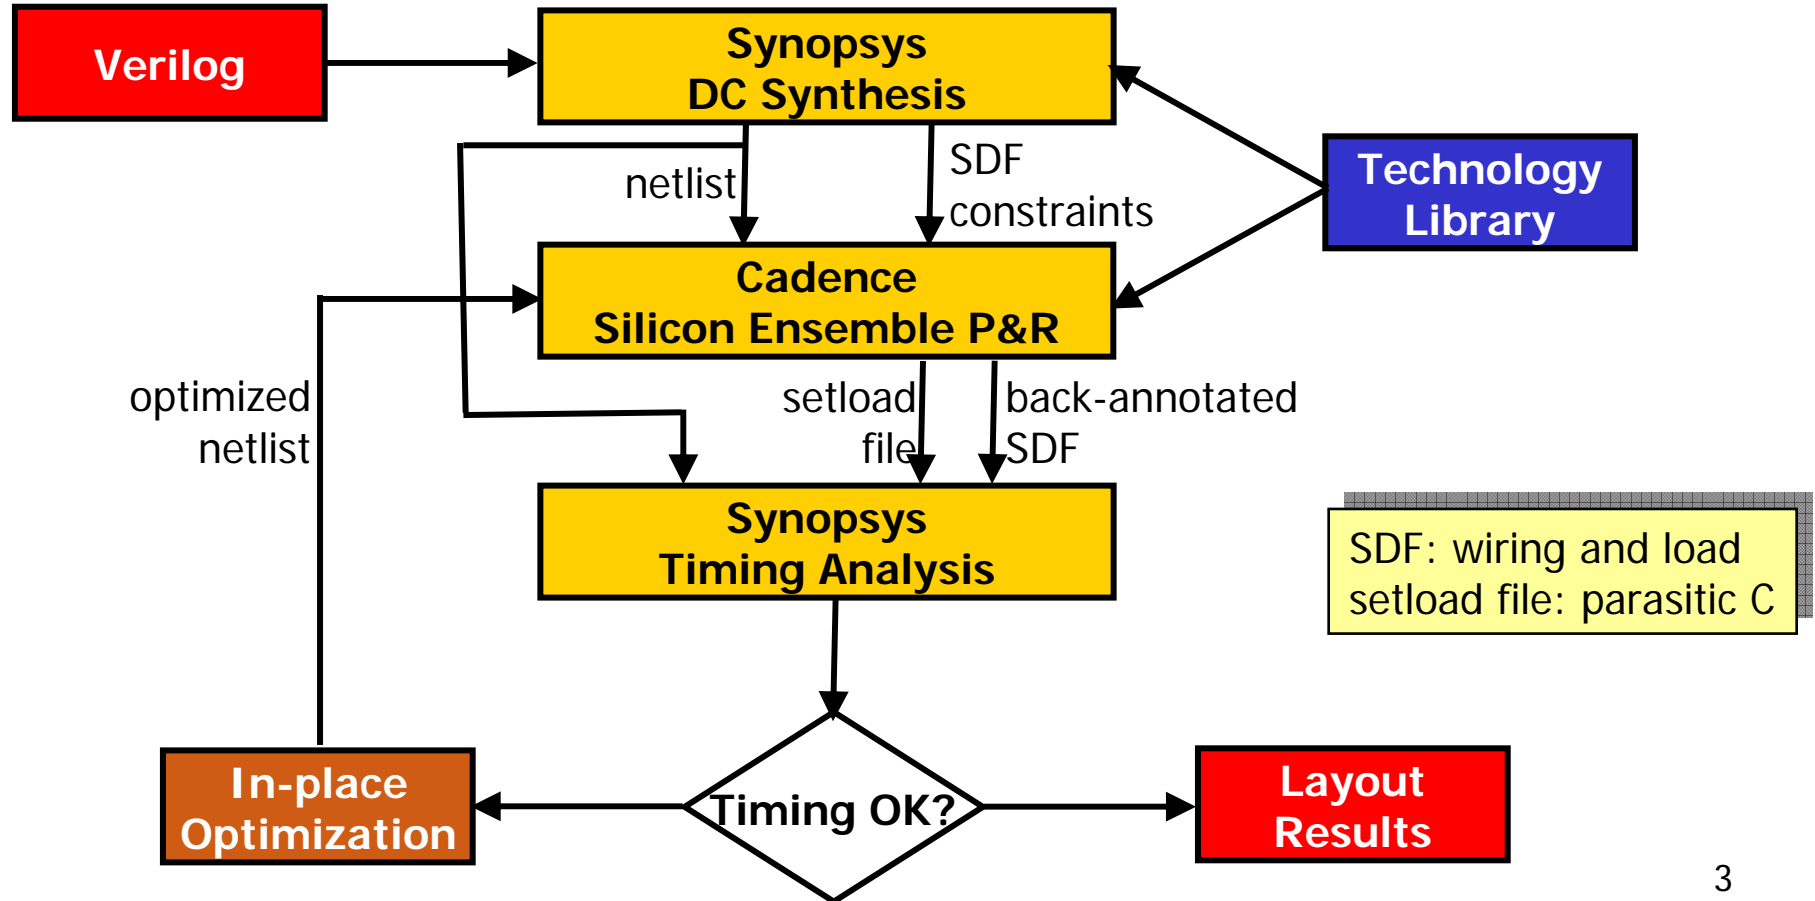 Verilog
Synopsys
DC Synthesis
netlist
SDF
constraints
Technology
Library
Cadence
Silicon Ensemble P&R
optimized
netlist
setload
file
back-annotated
SDF
Synopsys
Timing Analysis
SDF: wiring and load
setload file: parasitic C
In-place
Optimization
Timing OK?
Layout
Results
3